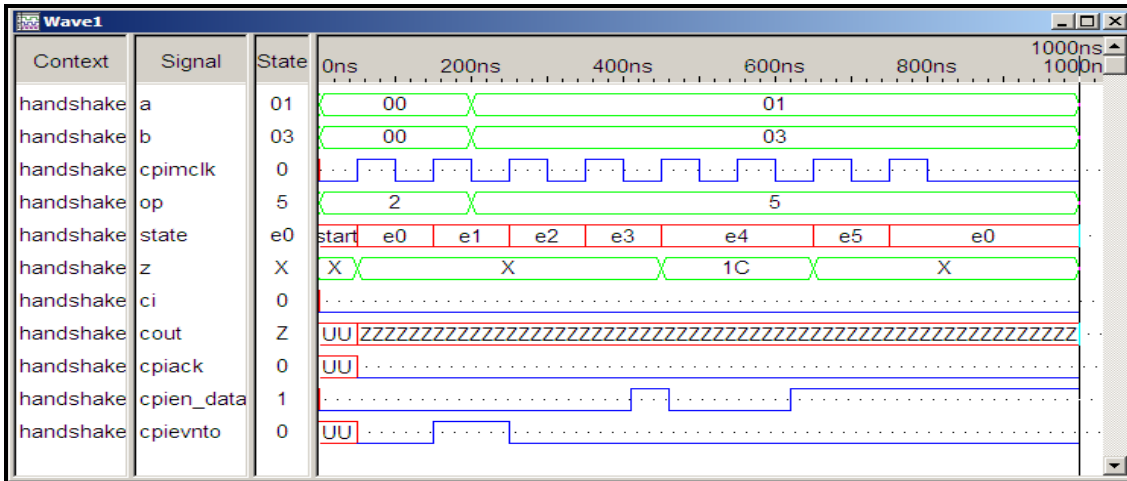 Wave1
Context Signal State 0ns 200ns 400ns 600ns 800ns 1000ns
1000n
handshake a 01 00 01
handshake b 03 00 03
handshake cpimclk 0
handshake op 5 2 5
handshake state e0 start e0 e1 e2 e3 e4 e5 e0
handshake z X X X 1C X
handshake ci 0
handshake cout Z UU ZZZZZZZZZZZZZZZZZZZZZZZZZZZZZZZZZZZZZZZZZZZZZZZ
handshake cpiack 0 UU
handshake cpien_data 1
handshake cpievnto 0 UU